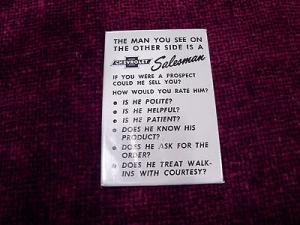 THE MAN YOU SEE ON
THE OTHER SIDE IS A
CHEVROLET Salesman
IF YOU WERE A PROSPECT
COULD HE SELL YOU?
HOW WOULD YOU RATE HIM?
• IS HE POLITE?
• IS HE HELPFUL?
• IS HE PATIENT?
• DOES HE KNOW HIS
PRODUCT?
• DOES HE ASK FOR THE
ORDER?
• DOES HE TREAT WALK-
INS WITH COURTESY?